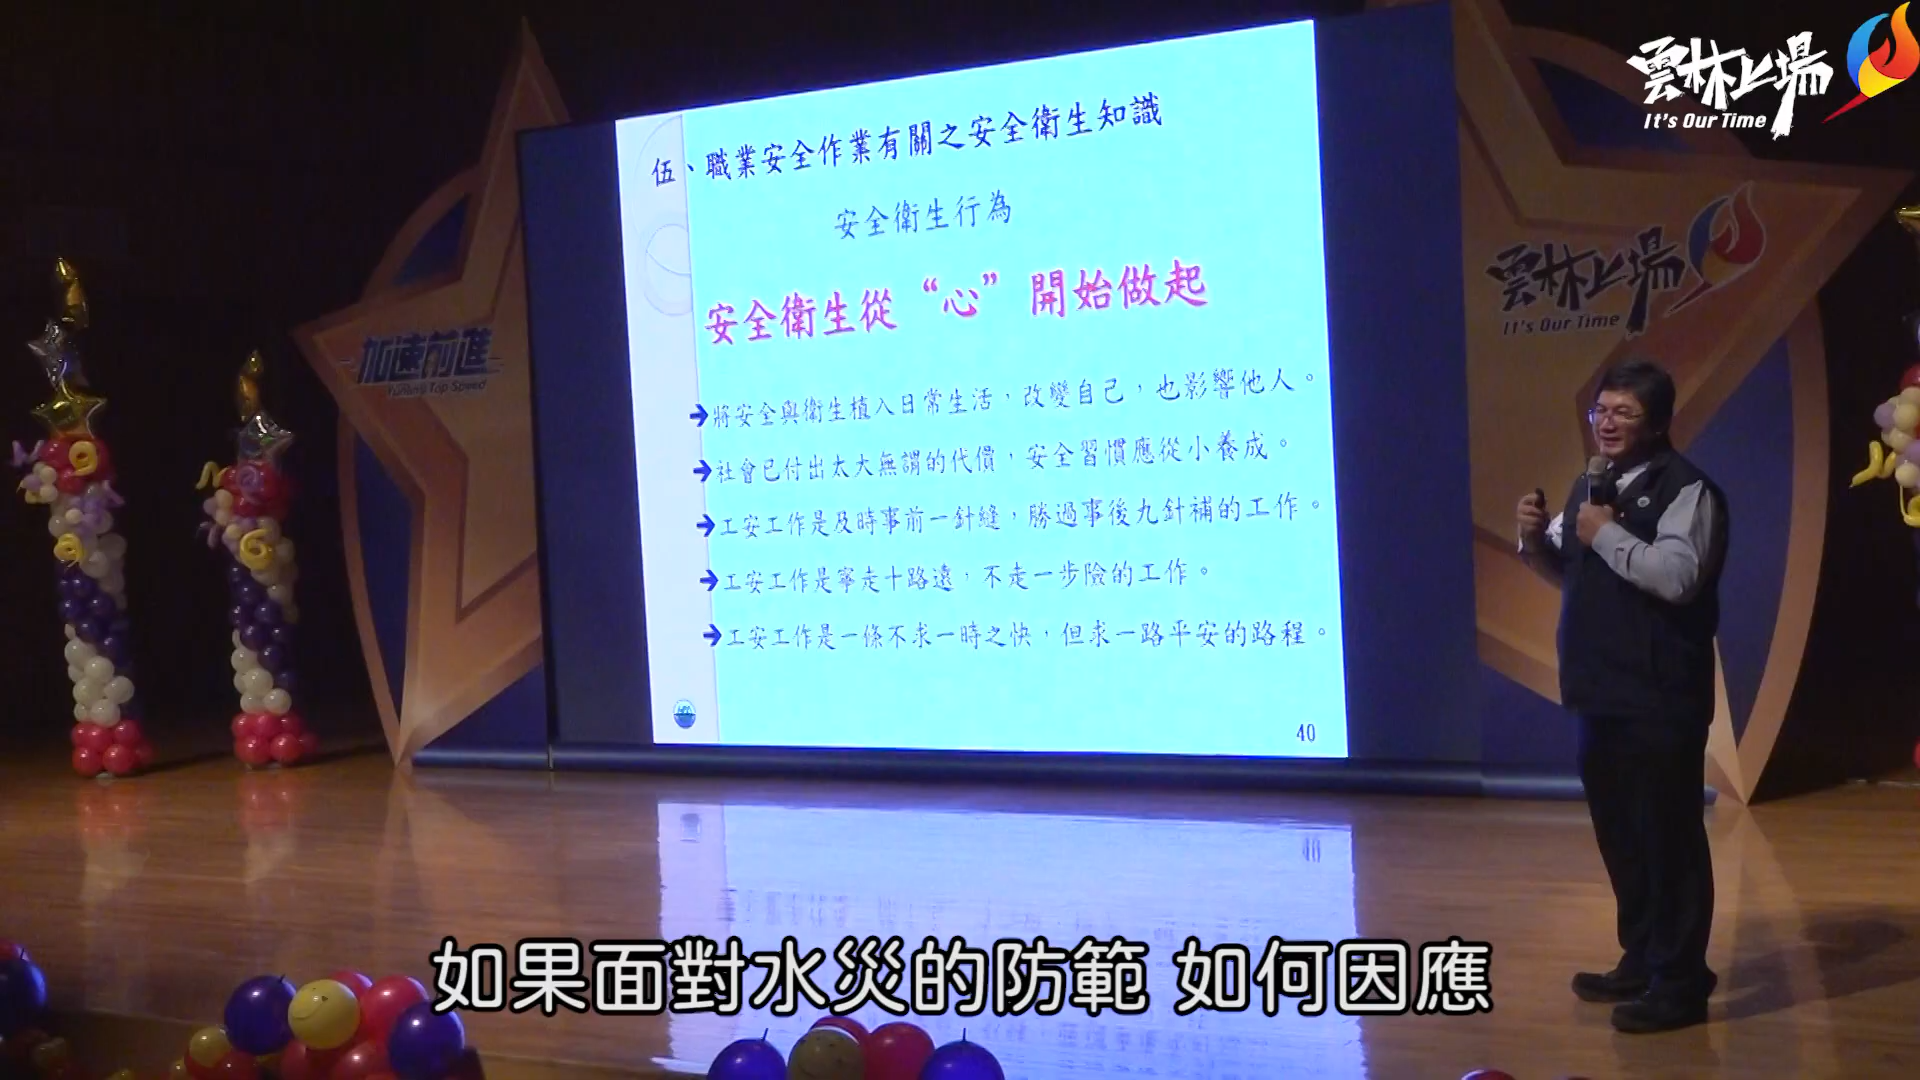 雲林上場
It's Our Time
伍、職業安全作業有關之安全衛生知識
安全衛生行為
安全衛生從“心”開始做起
➔將安全與衛生植入日常生活，改變自己，也影響他人。
➔社會已付出太大無謂的代價，安全習慣應從小養成。
➔工安工作是及時事前一針縫，勝過事後九針補的工作。
➔工安工作是寧走十路遠，不走一步險的工作。
➔工安工作是一條不求一時之快，但求一路平安的路程。
40
加速前進
Yunlin's Top Speed
雲林上場
It's Our Time
如果面對水災的防範 如何因應